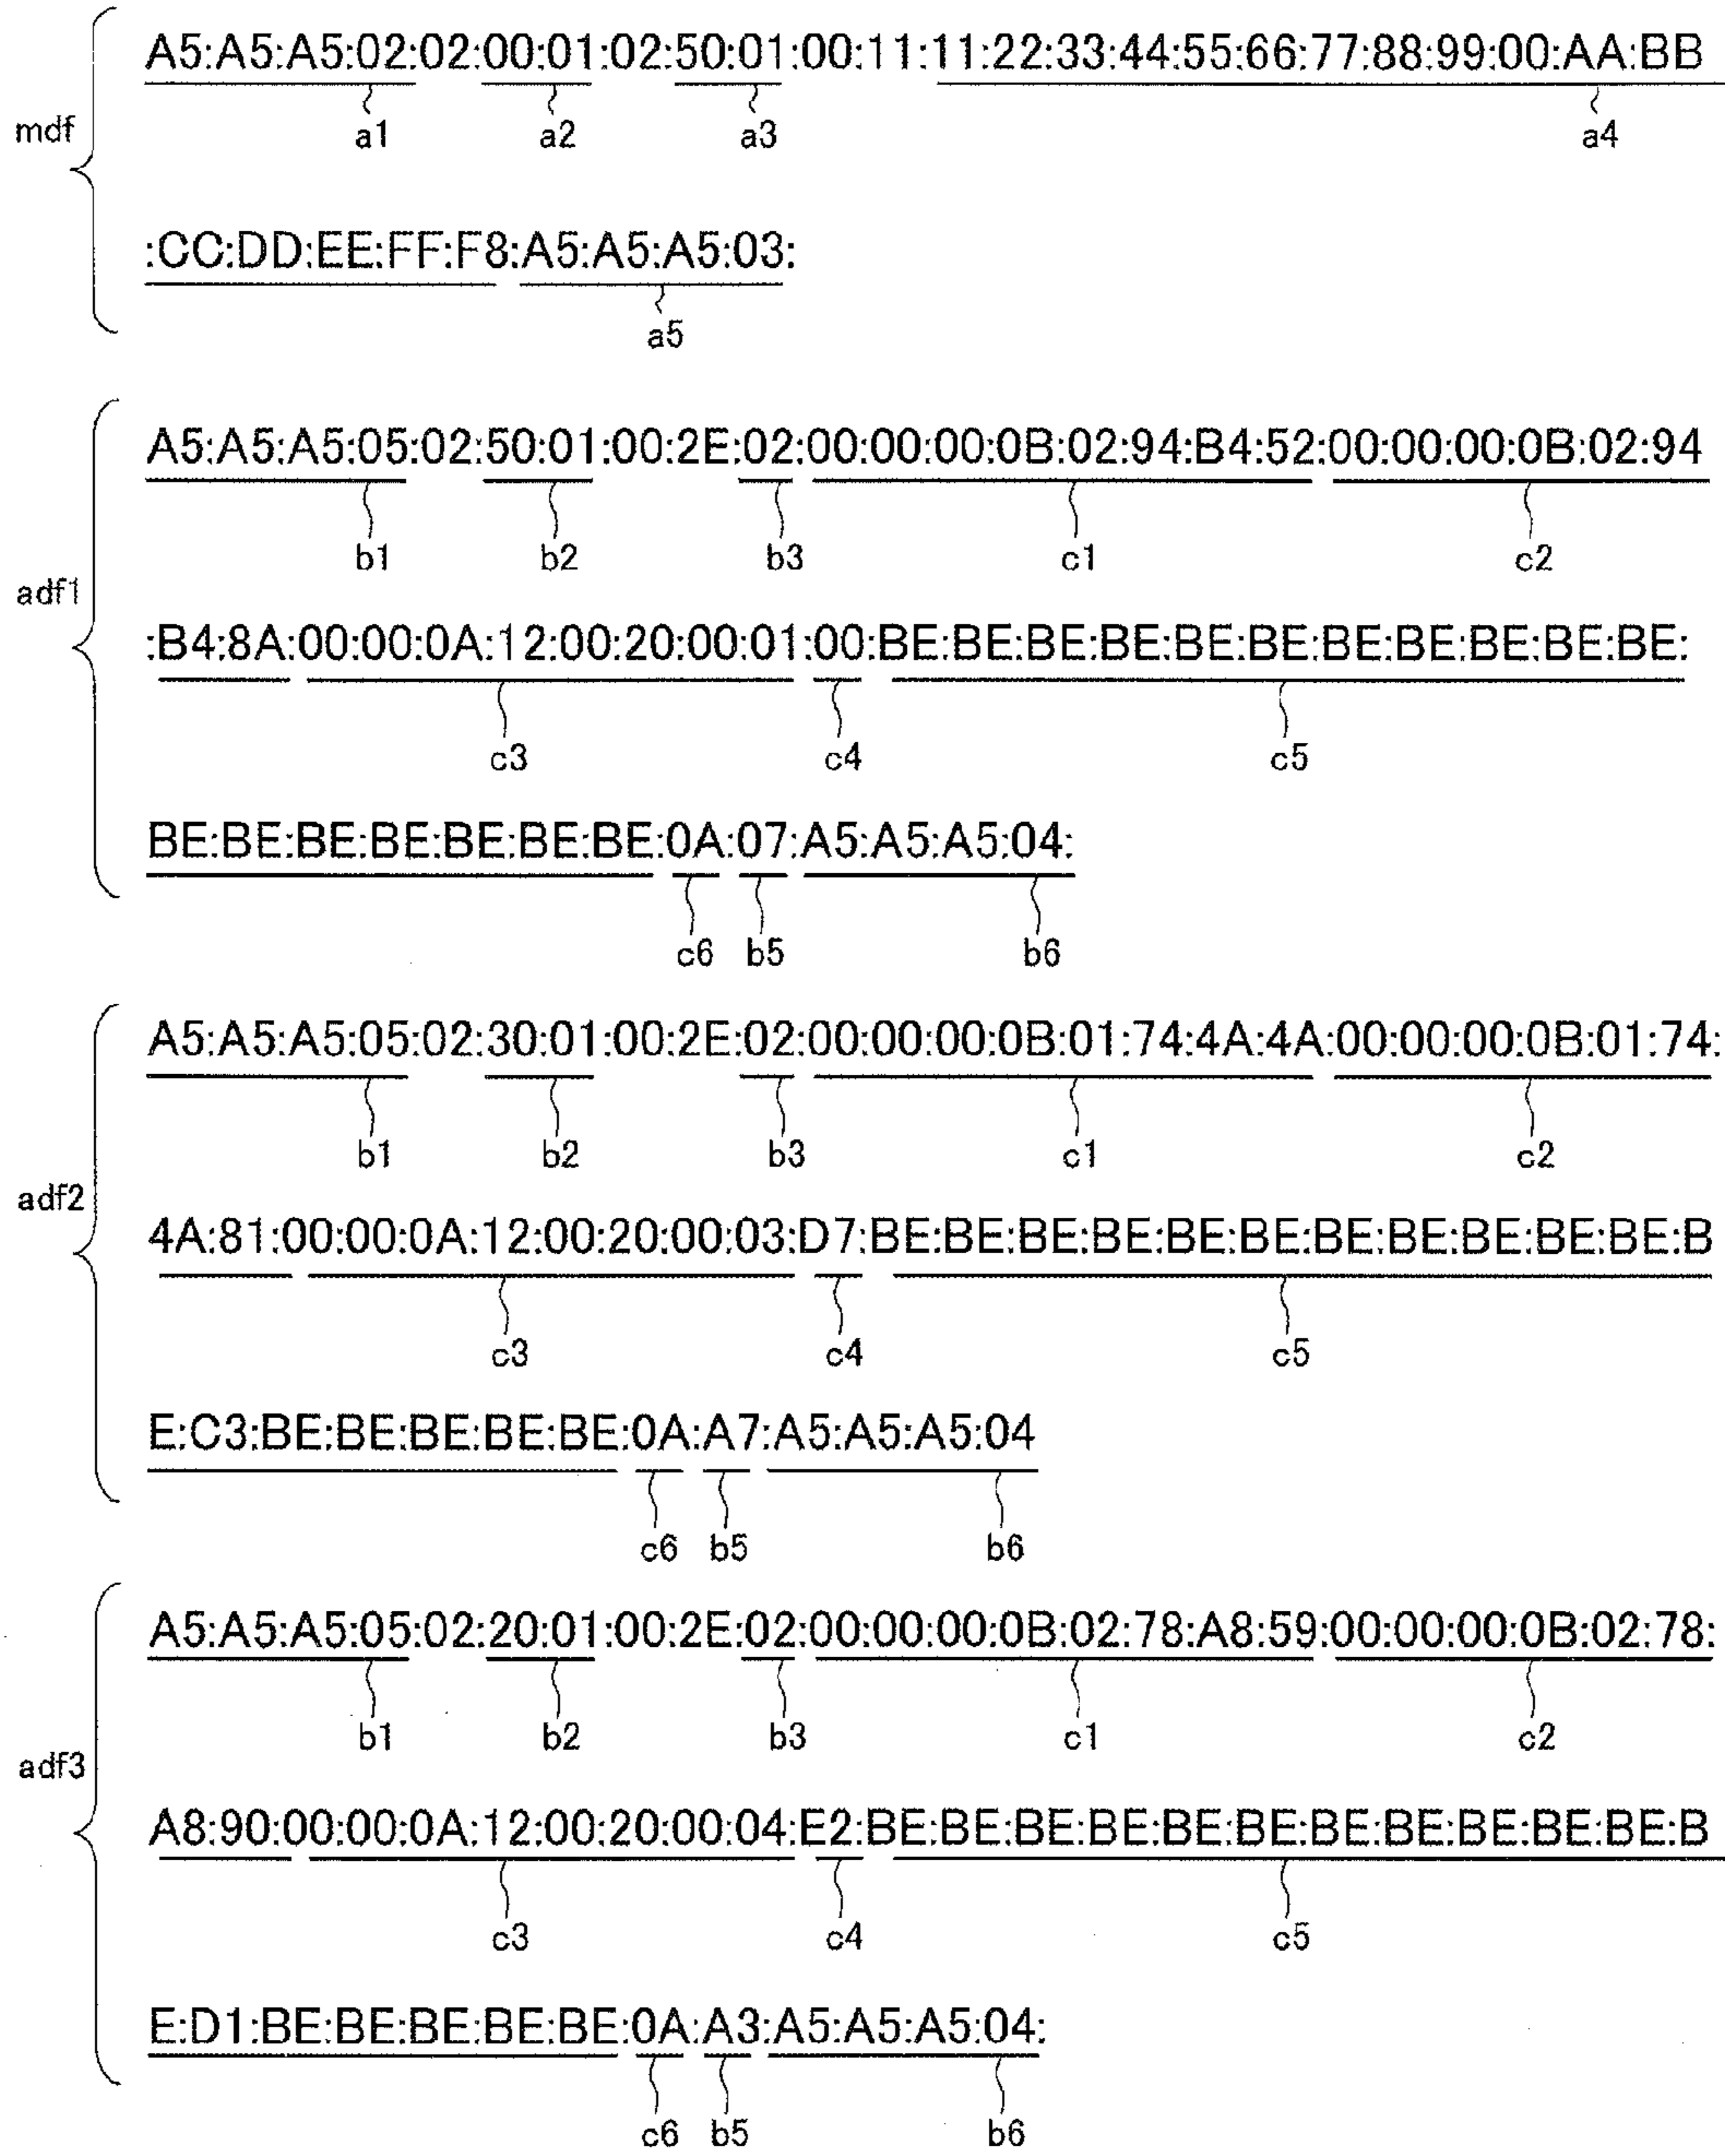 A5:A5:A5:02:02:00:01:02:50:01:00:11:11:22:33:44:55:66:77:88:99:00:AA:BB
a1 a2 a3 a4
mdf
:CC:DD:EE:FF:F8:A5:A5:A5:03:
a5
A5:A5:A5:05:02:50:01:00:2E:02:00:00:00:0B:02:94:B4:52:00:00:00:0B:02:94
b1 b2 b3 c1 c2
adf1
:B4:8A:00:00:0A:12:00:20:00:01:00:BE:BE:BE:BE:BE:BE:BE:BE:BE:BE:BE:
c3 c4 c5
BE:BE:BE:BE:BE:BE:BE:0A:07:A5:A5:A5:04:
c6 b5 b6
A5:A5:A5:05:02:30:01:00:2E:02:00:00:00:0B:01:74:4A:4A:00:00:00:0B:01:74:
b1 b2 b3 c1 c2
adf2
4A:81:00:00:0A:12:00:20:00:03:D7:BE:BE:BE:BE:BE:BE:BE:BE:BE:BE:BE:B
c3 c4 c5
E:C3:BE:BE:BE:BE:BE:0A:A7:A5:A5:A5:04
c6 b5 b6
A5:A5:A5:05:02:20:01:00:2E:02:00:00:00:0B:02:78:A8:59:00:00:00:0B:02:78:
b1 b2 b3 c1 c2
adf3
A8:90:00:00:0A:12:00:20:00:04:E2:BE:BE:BE:BE:BE:BE:BE:BE:BE:BE:BE:B
c3 c4 c5
E:D1:BE:BE:BE:BE:BE:0A:A3:A5:A5:A5:04:
c6 b5 b6